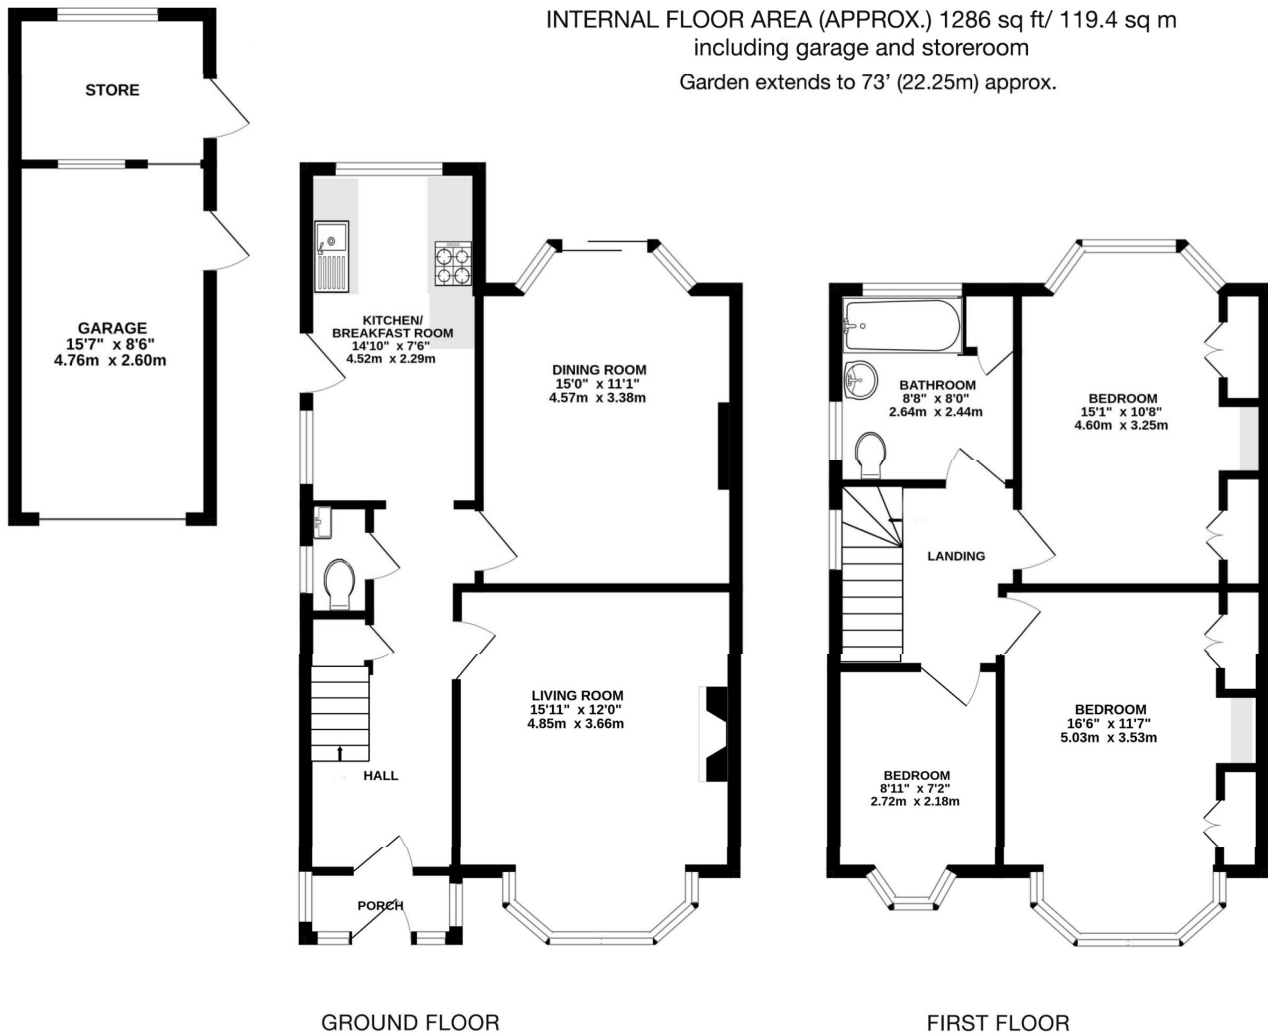 INTERNAL FLOOR AREA (APPROX.) 1286 sq ft/ 119.4 sq m
including garage and storeroom
Garden extends to 73' (22.25m) approx.
STORE
GARAGE
15'7" x 8'6"
4.76m x 2.60m
KITCHEN/
BREAKFAST ROOM
14'10" x 7'6"
4.52m x 2.29m
DINING ROOM
15'0" x 11'1"
4.57m x 3.38m
LIVING ROOM
15'11" x 12'0"
4.85m x 3.66m
HALL
PORCH
BATHROOM
8'8" x 8'0"
2.64m x 2.44m
BEDROOM
15'1" x 10'8"
4.60m x 3.25m
LANDING
BEDROOM
16'6" x 11'7"
5.03m x 3.53m
BEDROOM
8'11" x 7'2"
2.72m x 2.18m
GROUND FLOOR
FIRST FLOOR